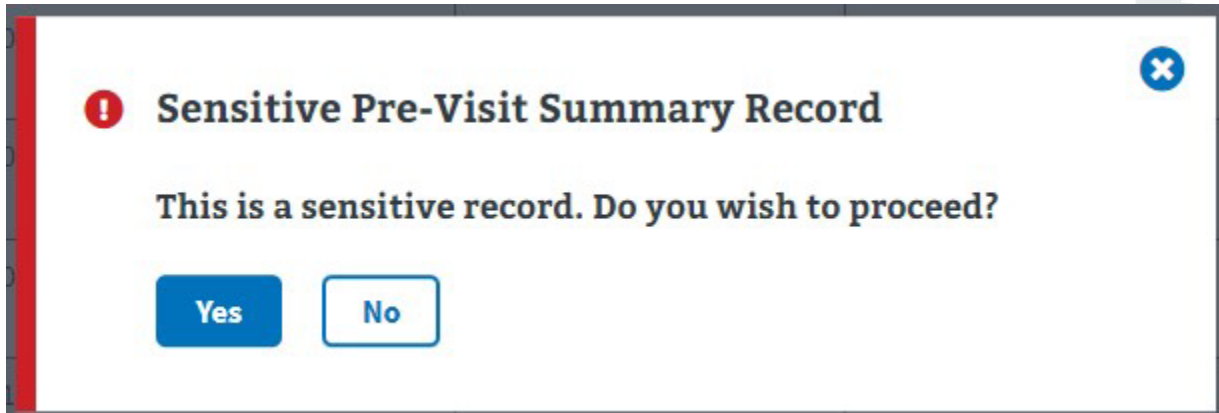 Sensitive Pre-Visit Summary Record
This is a sensitive record. Do you wish to proceed?
Yes No